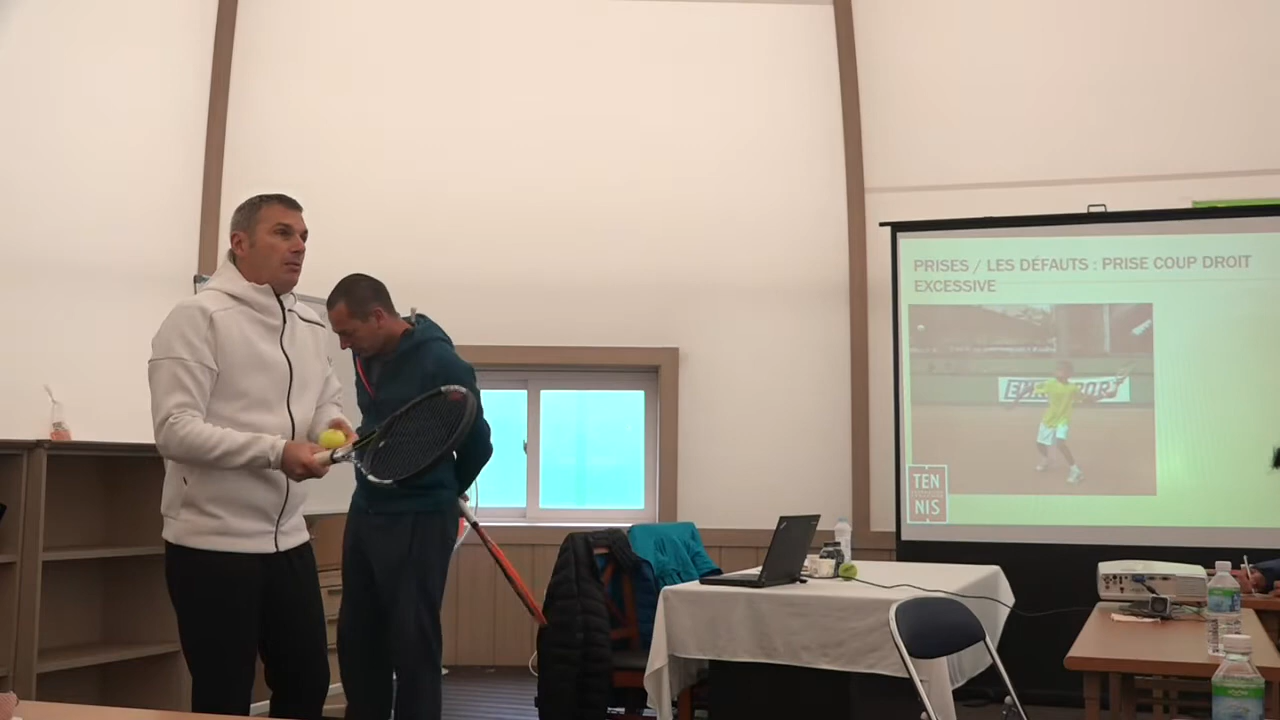 PRISES / LES DÉFAUTS : PRISE COUP DROIT
EXCESSIVE
TEN
NIS